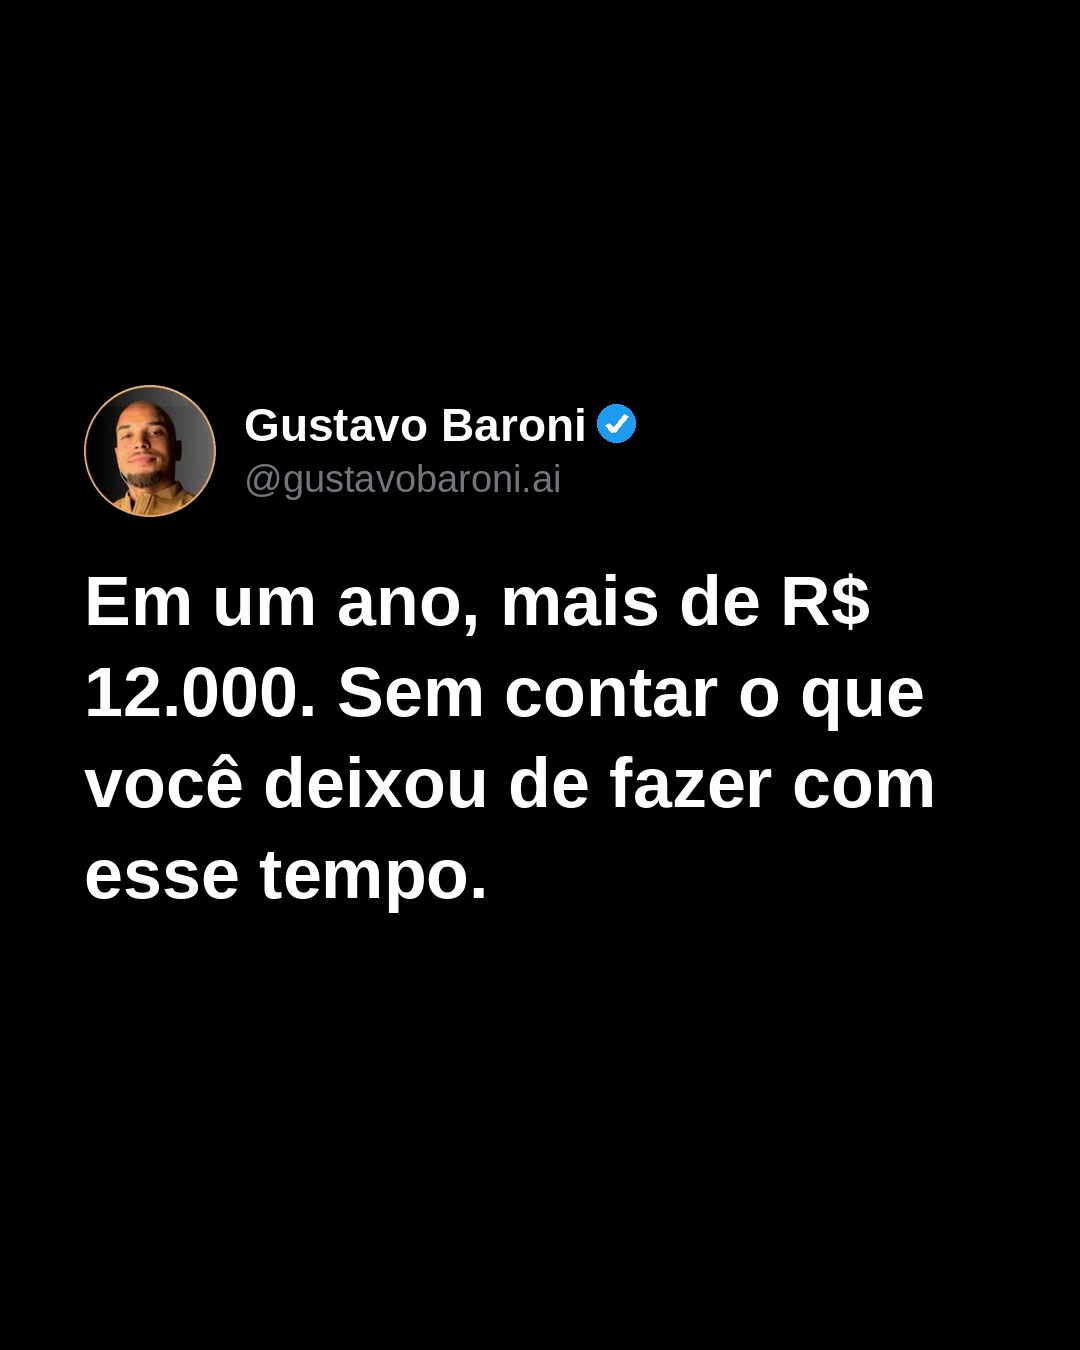 Gustavo Baroni
@gustavobaroni.ai
Em um ano, mais de R$
12.000. Sem contar o que
você deixou de fazer com
esse tempo.